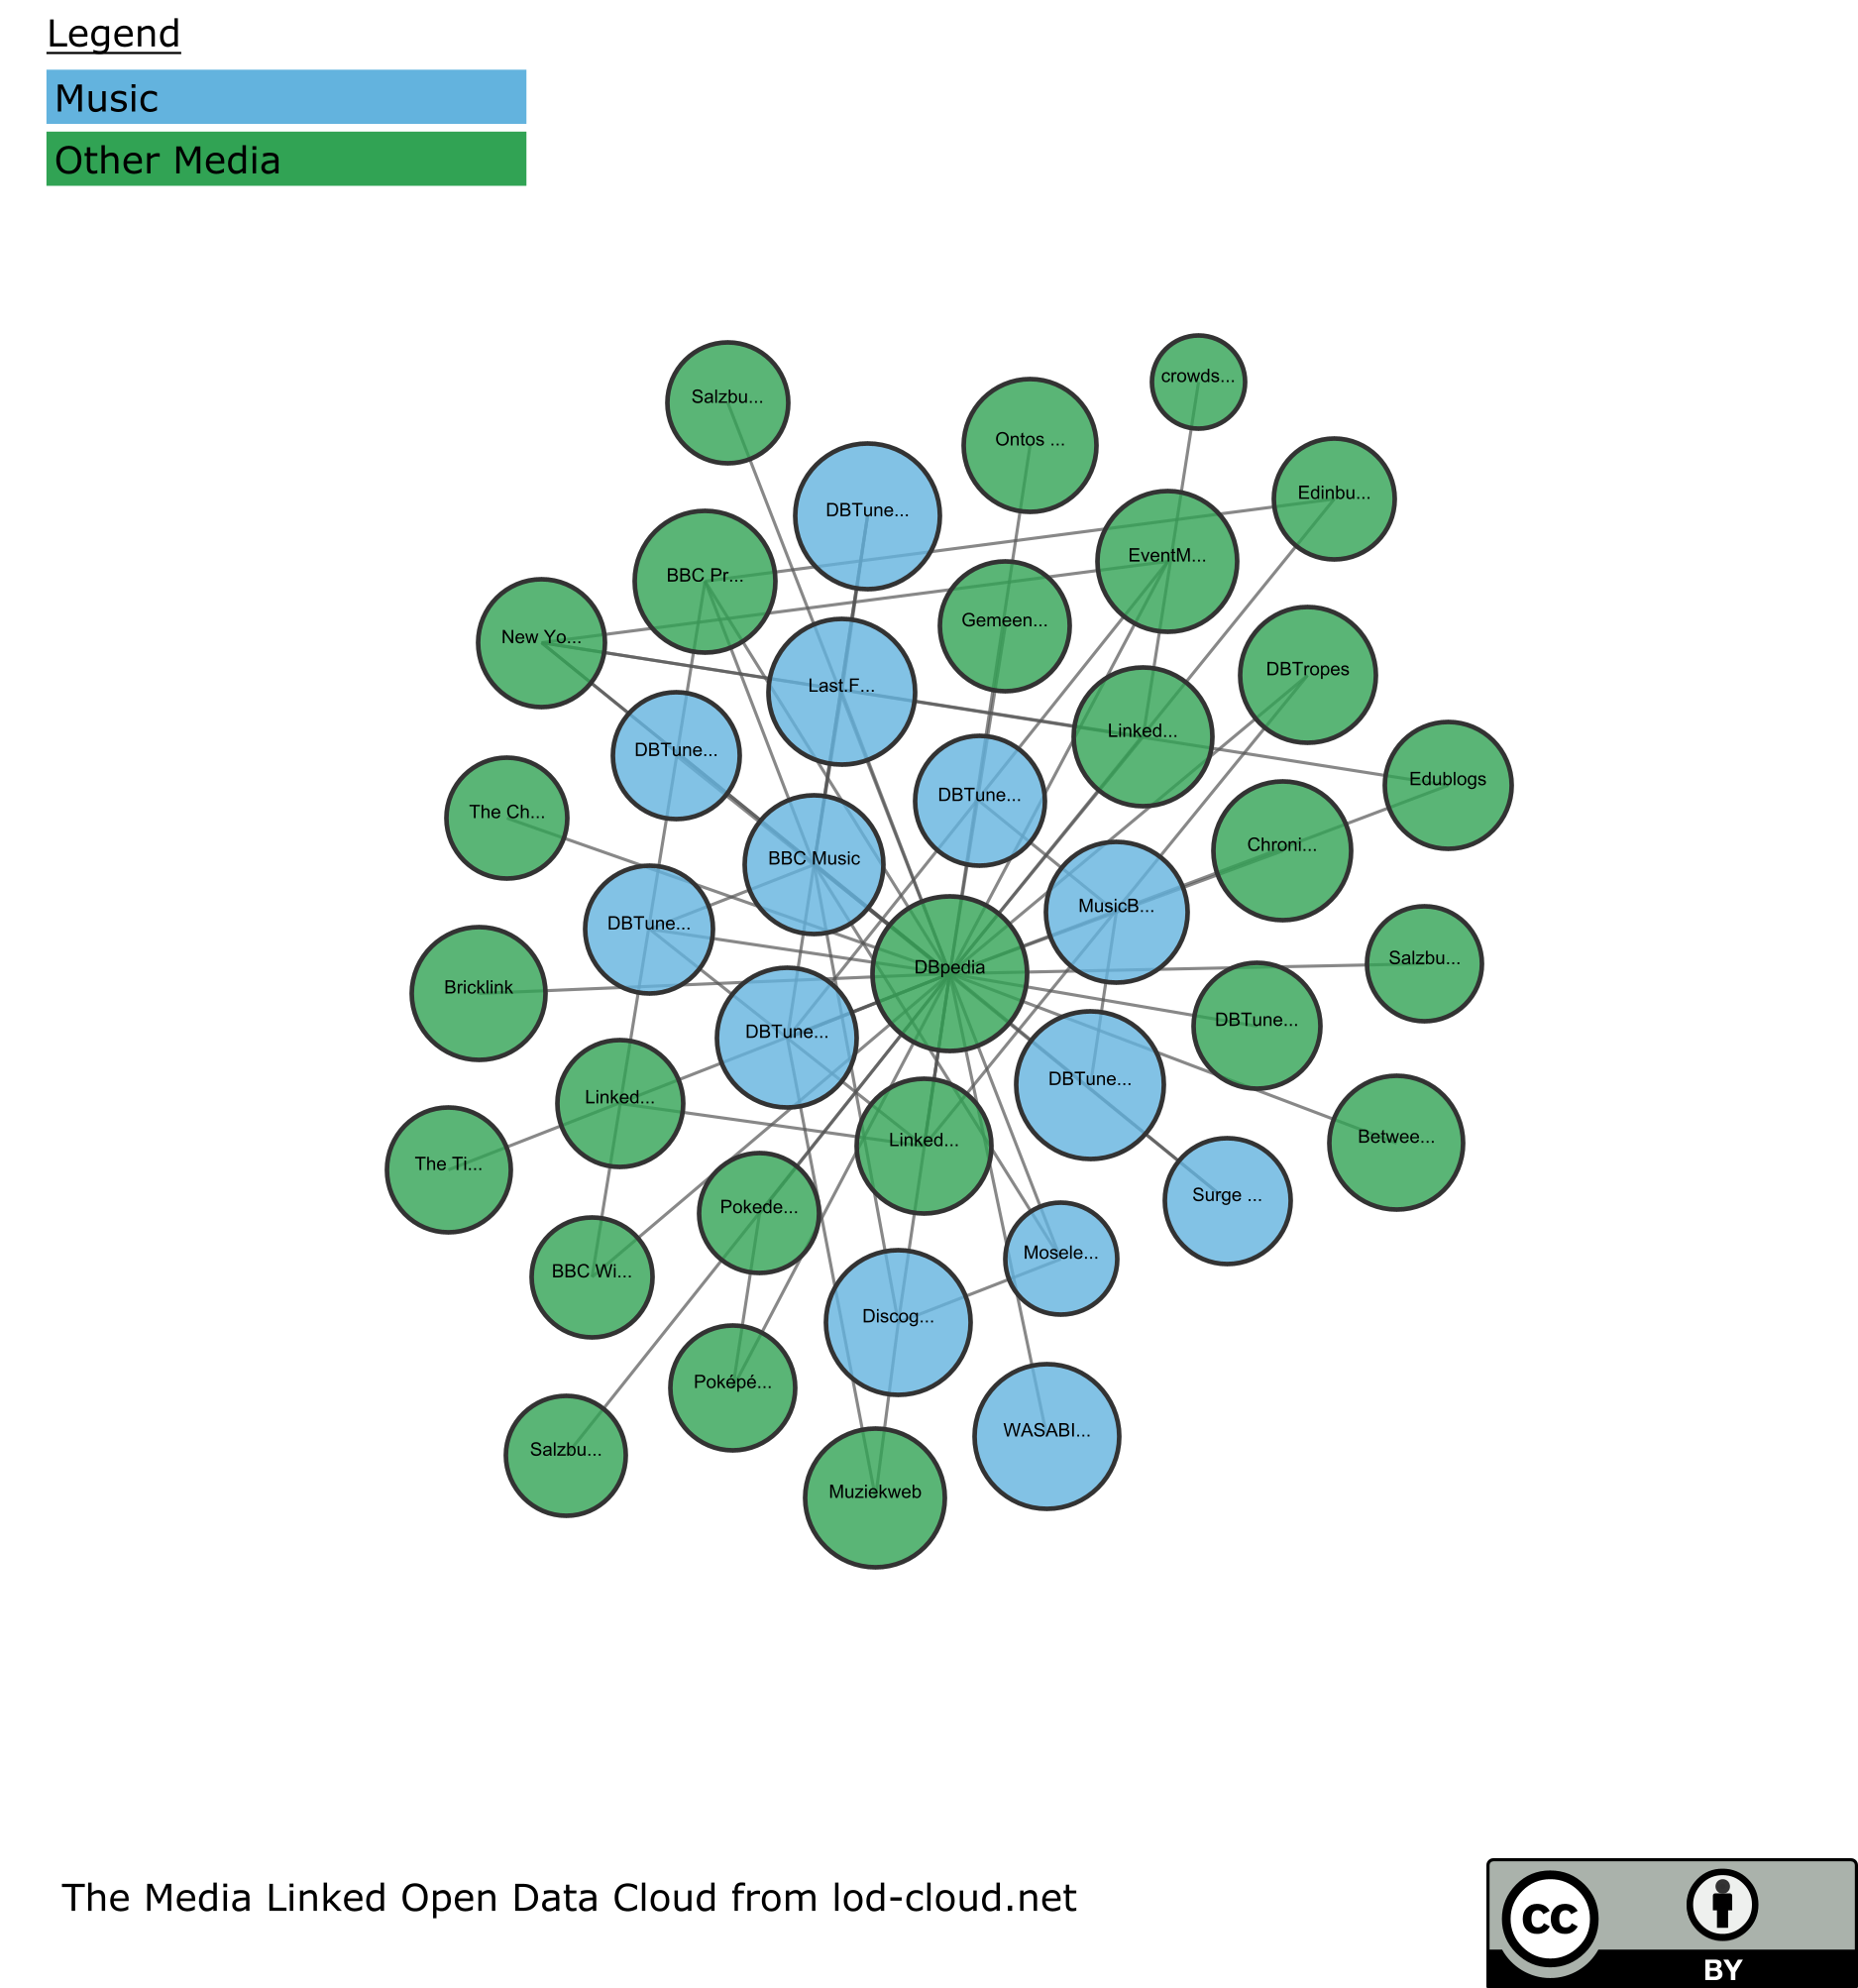 Legend
Music
Other Media
crowds...
Salzbu...
Ontos ...
Edinbu...
DBTune...
EventM...
BBC Pr...
Gemeen...
New Yo...
DBTropes
Last.F...
Linked...
DBTune...
Edublogs
DBTune...
The Ch...
Chroni...
BBC Music
MusicB...
DBTune...
Salzbu...
DBpedia
Bricklink
DBTune...
DBTune...
DBTune...
Linked...
Linked...
Betwee...
The Ti...
Surge ...
Pokede...
Mosele...
BBC Wi...
Discog...
Poképé...
WASABI...
Salzbu...
Muziekweb
The Media Linked Open Data Cloud from lod-cloud.net
cc
BY